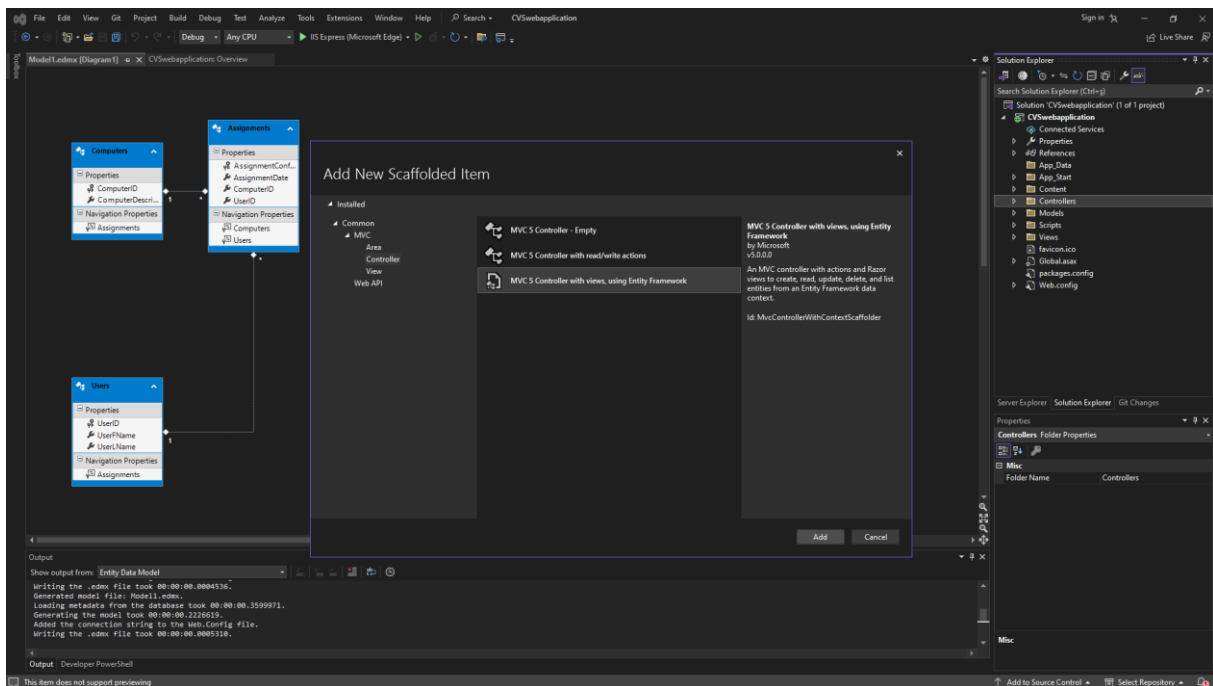 File Edit View Git Project Build Debug Test Analyze Tools Extensions Window Help Search CVSwebapplication Sign in
Debug Any CPU IIS Express (Microsoft Edge) Live Share
Toolbox
Model1.edmx [Diagram1] CVSwebapplication: Overview
Computers
Properties
ComputerID
ComputerDescri...
Navigation Properties
Assignments
1
*
Assignments
Properties
AssignmentConf...
AssignmentDate
ComputerID
UserID
Navigation Properties
Computers
Users
*
Users
Properties
UserID
UserFName
UserLName
Navigation Properties
Assignments
1
Add New Scaffolded Item
Installed
Common
MVC
Area
Controller
View
Web API
MVC 5 Controller - Empty
MVC 5 Controller with read/write actions
MVC 5 Controller with views, using Entity Framework
MVC 5 Controller with views, using Entity
Framework
by Microsoft
v5.0.0.0
An MVC controller with actions and Razor
views to create, read, update, delete, and list
entities from an Entity Framework data
context.
Id: MvcControllerWithContextScaffolder
Add Cancel
Solution Explorer
Search Solution Explorer (Ctrl+ş)
Solution 'CVSwebapplication' (1 of 1 project)
CVSwebapplication
Connected Services
Properties
References
App_Data
App_Start
Content
Controllers
Models
Scripts
Views
favicon.ico
Global.asax
packages.config
Web.config
Server Explorer Solution Explorer Git Changes
Properties
Controllers Folder Properties
Misc
Folder Name Controllers
Misc
Output
Show output from: Entity Data Model
Writing the .edmx file took 00:00:00.0004536.
Generated model file: Model1.edmx.
Loading metadata from the database took 00:00:00.3599971.
Generating the model took 00:00:00.2226619.
Added the connection string to the Web.Config file.
Writing the .edmx file took 00:00:00.0005310.
Output Developer PowerShell
This item does not support previewing Add to Source Control Select Repository